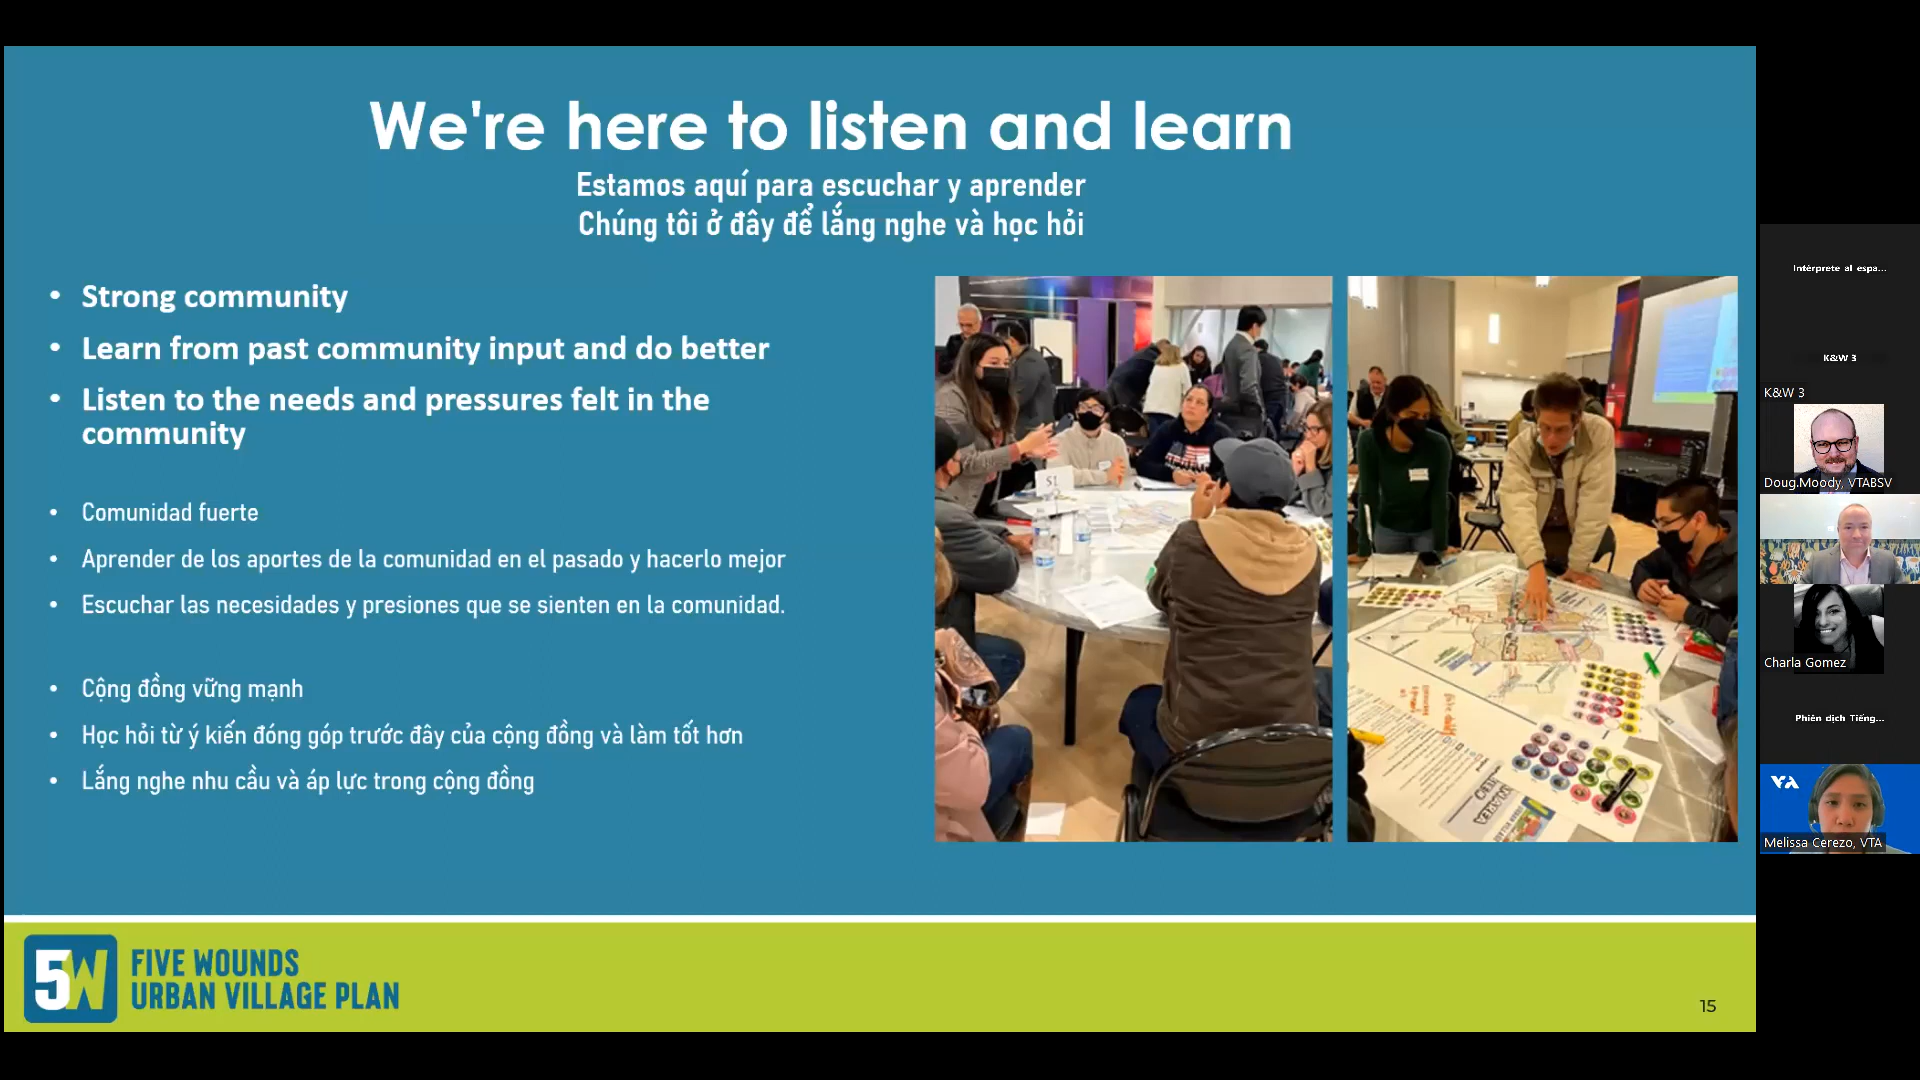 We're here to listen and learn
Estamos aquí para escuchar y aprender
Chúng tôi ở đây để lắng nghe và học hỏi
• Strong community
• Learn from past community input and do better
• Listen to the needs and pressures felt in the
community
• Comunidad fuerte
• Aprender de los aportes de la comunidad en el pasado y hacerlo mejor
• Escuchar las necesidades y presiones que se sienten en la comunidad.
• Cộng đồng vững mạnh
• Học hỏi từ ý kiến đóng góp trước đây của cộng đồng và làm tốt hơn
• Lắng nghe nhu cầu và áp lực trong cộng đồng
5W
FIVE WOUNDS
URBAN VILLAGE PLAN
15
Intérprete al espa...
K&W 3
K&W 3
Doug.Moody, VTABSV
Charla Gomez
Phiên dịch Tiếng...
VTA
Melissa Cerezo, VTA